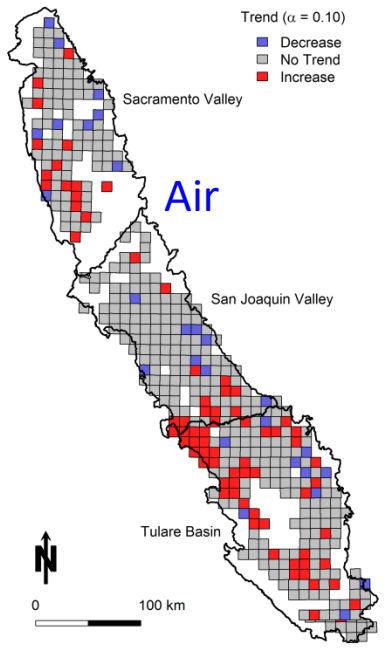 Trend (α = 0.10)
Decrease
No Trend
Increase
Sacramento Valley
Air
San Joaquin Valley
Tulare Basin
N
0 100 km